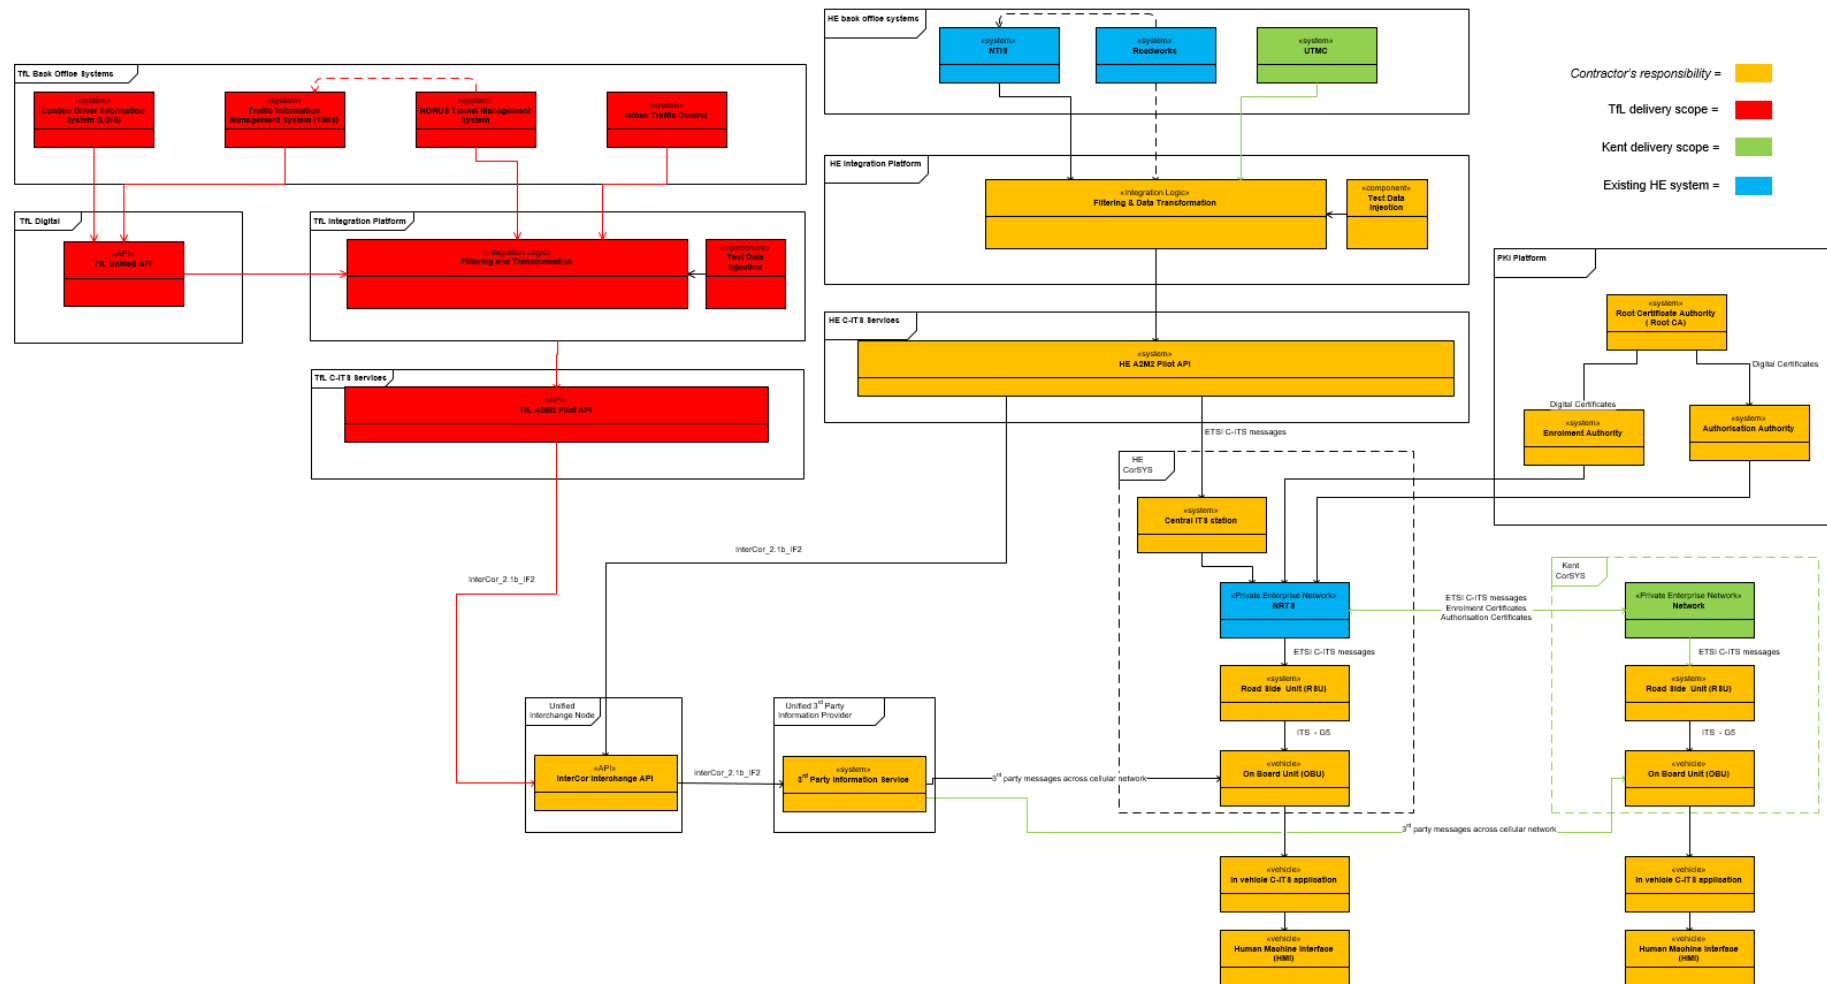 HE back office systems
«system»
NTIS
«system»
Roadworks
«system»
UTMC
Contractor's responsibility =
TfL delivery scope =
Kent delivery scope =
Existing HE system =
TfL Back Office Systems
«system»
London Driver Information
System (LDIS)
«system»
Traffic Information
Management System (TIMS)
«system»
HORUS Tunnel Management
System
«system»
Urban Traffic Control
HE Integration Platform
«Integration Logic»
Filtering & Data Transformation
«component»
Test Data
Injection
TfL Digital
«API»
TfL Unified API
TfL Integration Platform
«Integration Logic»
Filtering and Transformation
«component»
Test Data
Injection
PKI Platform
«system»
Root Certificate Authority
( Root CA)
Digital Certificates
Digital Certificates
«system»
Enrolment Authority
«system»
Authorisation Authority
HE C-ITS Services
«system»
HE A2M2 Pilot API
TfL C-ITS Services
«API»
TfL A2M2 Pilot API
ETSI C-ITS messages
HE
CorSYS
«system»
Central ITS station
InterCor_2.1b_IF2
InterCor_2.1b_IF2
Kent
CorSYS
«Private Enterprise Network»
NRTS
ETSI C-ITS messages
Enrolment Certificates
Authorisation Certificates
«Private Enterprise Network»
Network
ETSI C-ITS messages
ETSI C-ITS messages
«system»
Road Side Unit (RSU)
«system»
Road Side Unit (RSU)
ITS - G5
ITS - G5
Unified
Interchange Node
Unified 3rd Party
Information Provider
«API»
InterCor Interchange API
InterCor_2.1b_IF2
«system»
3rd Party Information Service
3rd party messages across cellular network
«vehicle»
On Board Unit (OBU)
«vehicle»
On Board Unit (OBU)
3rd party messages across cellular network
«vehicle»
In vehicle C-ITS application
«vehicle»
In vehicle C-ITS application
«vehicle»
Human Machine Interface
(HMI)
«vehicle»
Human Machine Interface
(HMI)